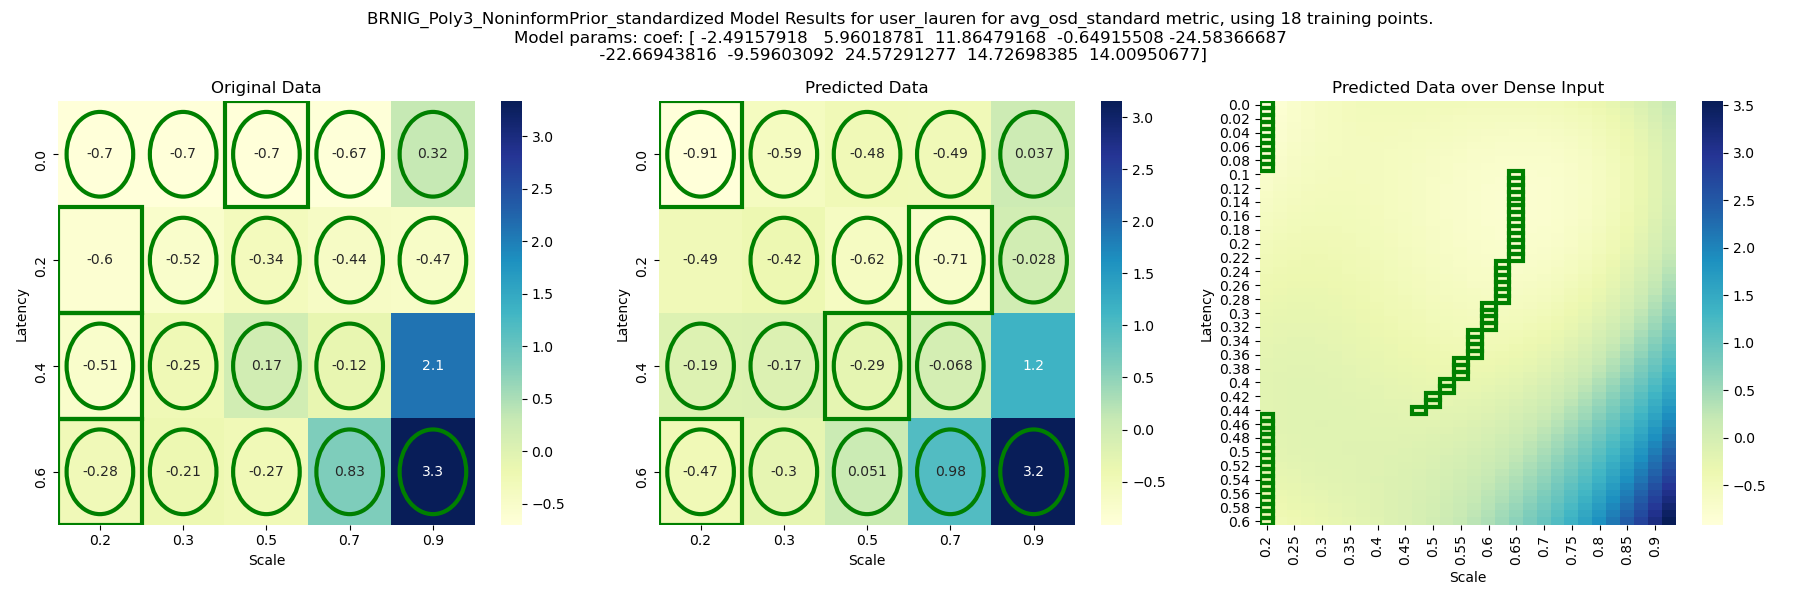 BRNIG_Poly3_NoninformPrior_standardized Model Results for user_lauren for avg_osd_standard metric, using 18 training points.
Model params: coef: [ -2.49157918   5.96018781  11.86479168  -0.64915508 -24.58366687
-22.66943816  -9.59603092  24.57291277  14.72698385  14.00950677]
Original Data
Latency
0.0 -0.7 -0.7 -0.7 -0.67 0.32
0.2 -0.6 -0.52 -0.34 -0.44 -0.47
0.4 -0.51 -0.25 0.17 -0.12 2.1
0.6 -0.28 -0.21 -0.27 0.83 3.3
0.2 0.3 0.5 0.7 0.9
Scale
3.0
2.5
2.0
1.5
1.0
0.5
0.0
−0.5
Predicted Data
Latency
0.0 -0.91 -0.59 -0.48 -0.49 0.037
0.2 -0.49 -0.42 -0.62 -0.71 -0.028
0.4 -0.19 -0.17 -0.29 -0.068 1.2
0.6 -0.47 -0.3 0.051 0.98 3.2
0.2 0.3 0.5 0.7 0.9
Scale
3.0
2.5
2.0
1.5
1.0
0.5
0.0
−0.5
Predicted Data over Dense Input
Latency
0.0
0.02
0.04
0.06
0.08
0.1
0.12
0.14
0.16
0.18
0.2
0.22
0.24
0.26
0.28
0.3
0.32
0.34
0.36
0.38
0.4
0.42
0.44
0.46
0.48
0.5
0.52
0.54
0.56
0.58
0.6
0.2 0.25 0.3 0.35 0.4 0.45 0.5 0.55 0.6 0.65 0.7 0.75 0.8 0.85 0.9
Scale
3.5
3.0
2.5
2.0
1.5
1.0
0.5
0.0
−0.5